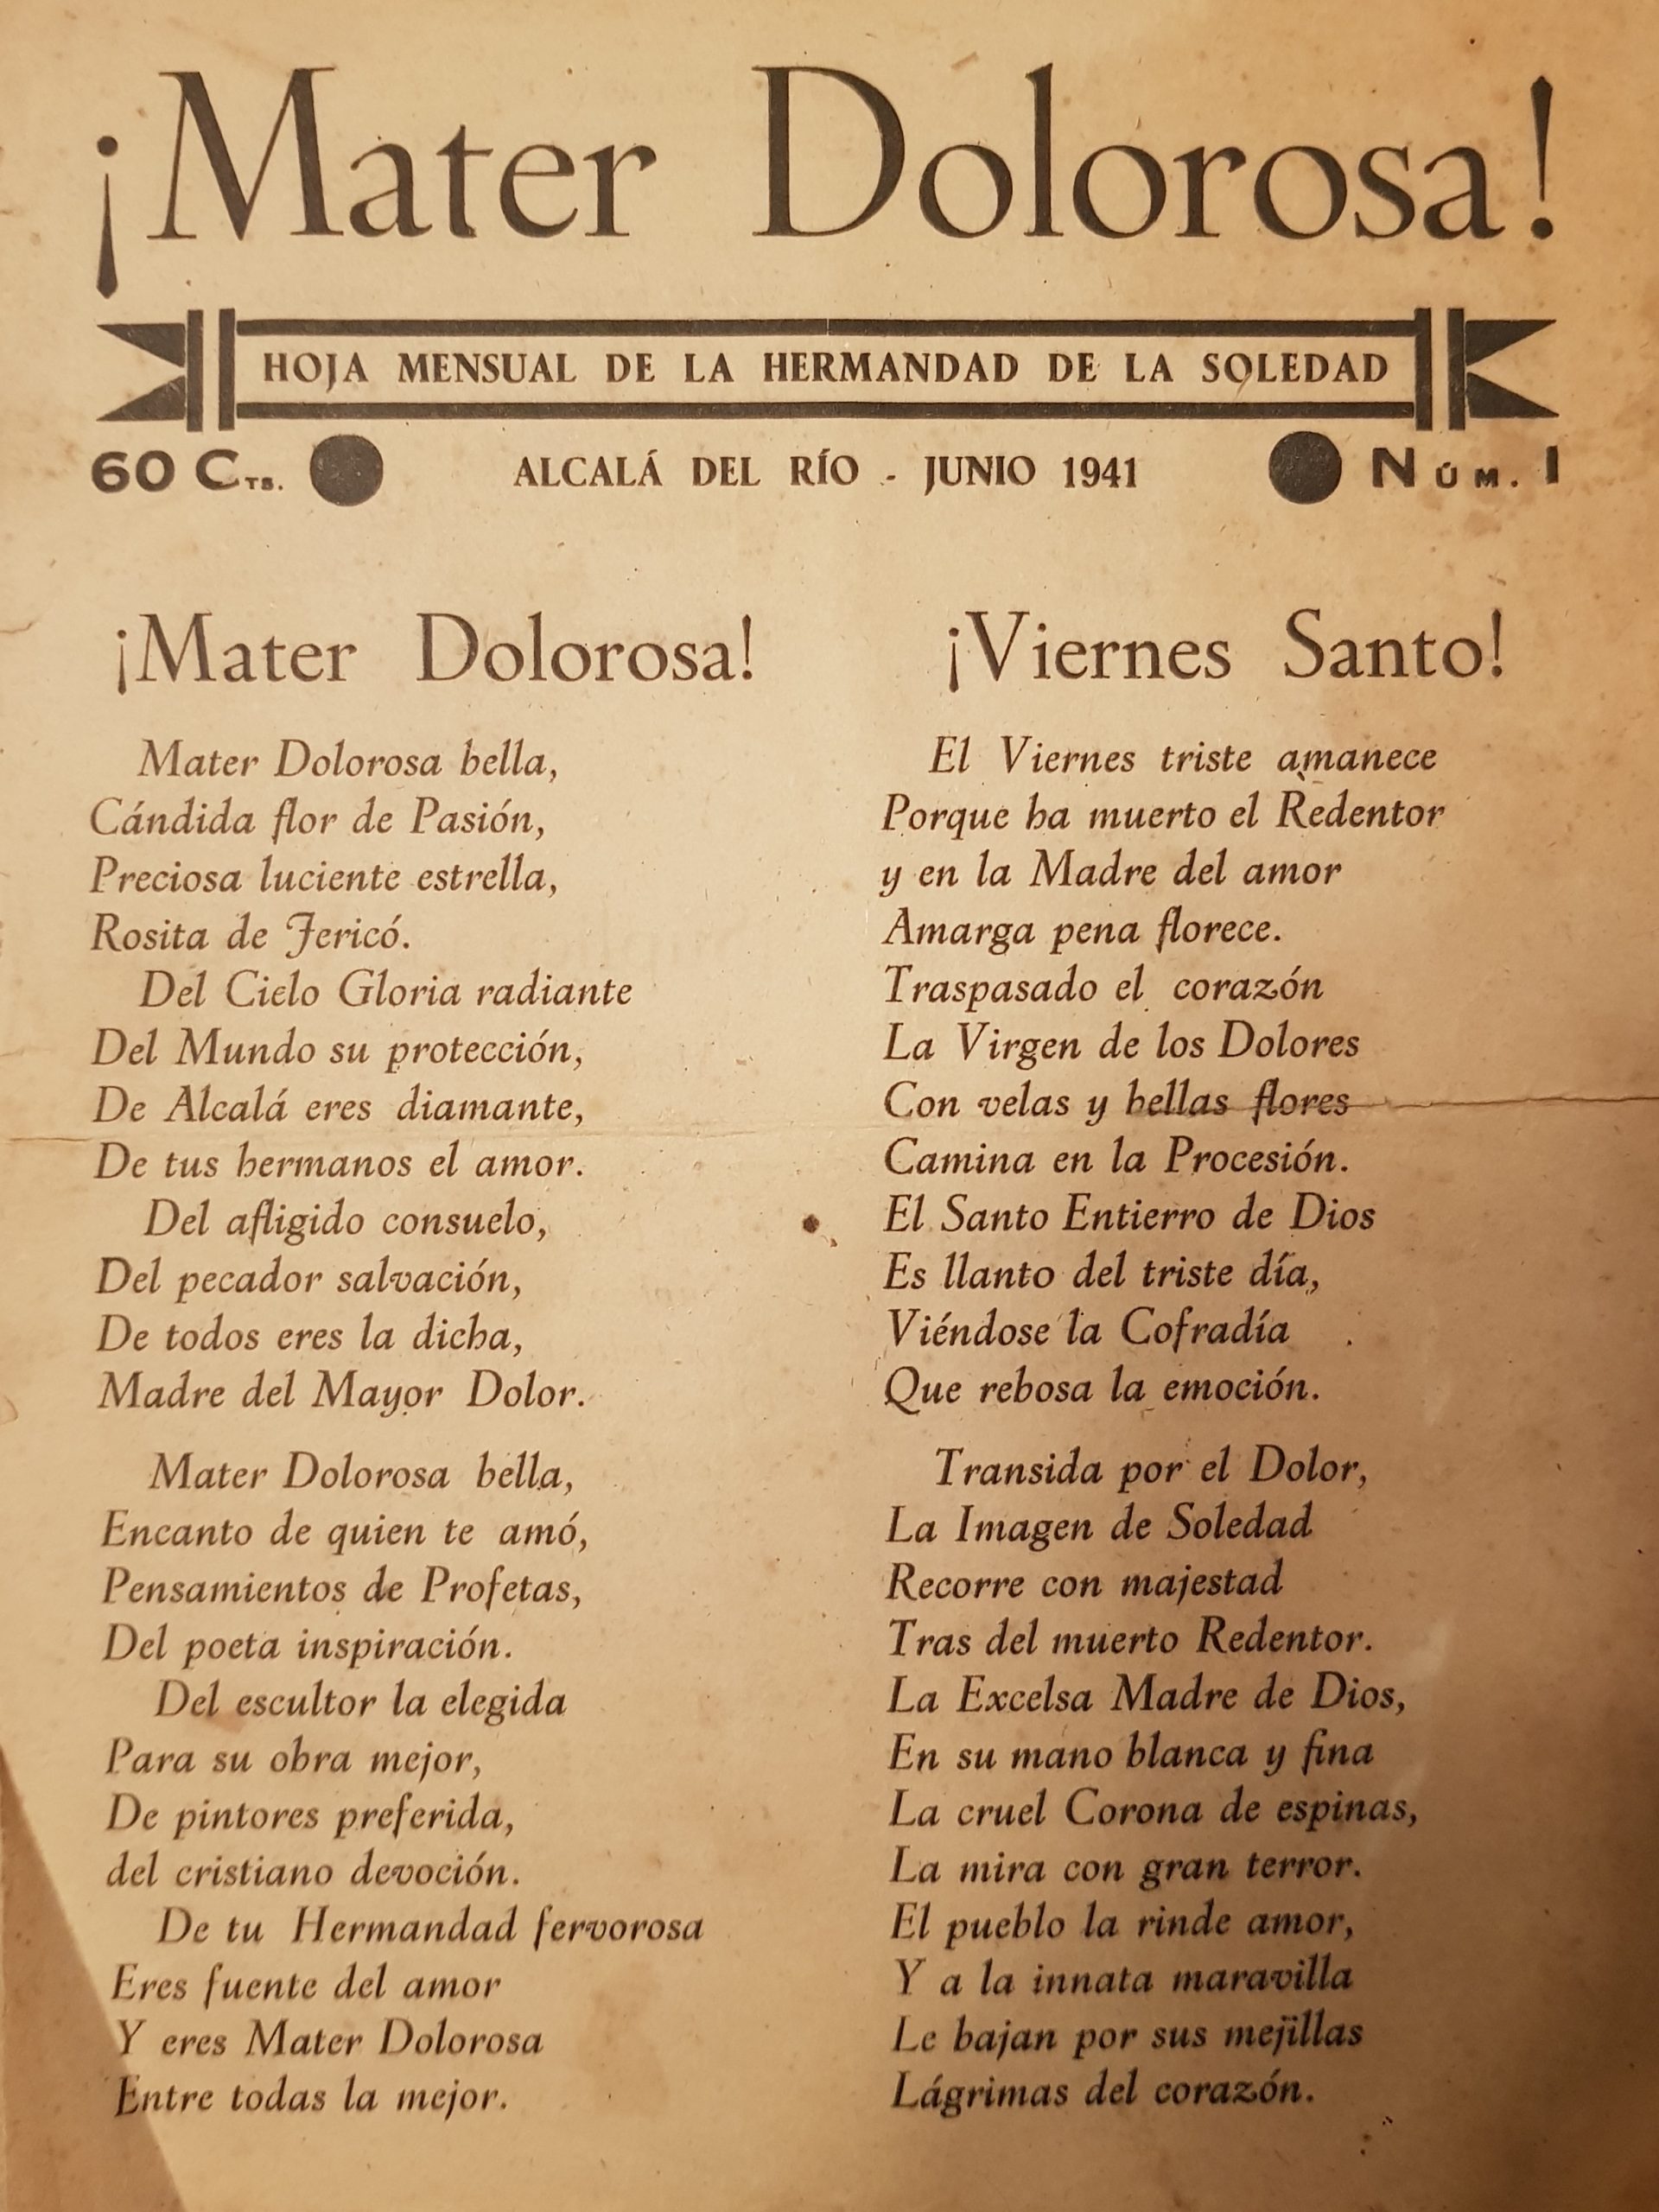 ¡Mater Dolorosa!
HOJA MENSUAL DE LA HERMANDAD DE LA SOLEDAD
60 CTS. ALCALÁ DEL RÍO - JUNIO 1941 NÚM. 1
¡Mater Dolorosa!
Mater Dolorosa bella,
Cándida flor de Pasión,
Preciosa luciente estrella,
Rosita de Jericó.
Del Cielo Gloria radiante
Del Mundo su protección,
De Alcalá eres diamante,
De tus hermanos el amor.
Del afligido consuelo,
Del pecador salvación,
De todos eres la dicha,
Madre del Mayor Dolor.
Mater Dolorosa bella,
Encanto de quien te amó,
Pensamientos de Profetas,
Del poeta inspiración.
Del escultor la elegida
Para su obra mejor,
De pintores preferida,
del cristiano devoción.
De tu Hermandad fervorosa
Eres fuente del amor
Y eres Mater Dolorosa
Entre todas la mejor.
¡Viernes Santo!
El Viernes triste amanece
Porque ha muerto el Redentor
y en la Madre del amor
Amarga pena florece.
Traspasado el corazón
La Virgen de los Dolores
Con velas y bellas flores
Camina en la Procesión.
El Santo Entierro de Dios
Es llanto del triste día,
Viéndose la Cofradía
Que rebosa la emoción.
Transida por el Dolor,
La Imagen de Soledad
Recorre con majestad
Tras del muerto Redentor.
La Excelsa Madre de Dios,
En su mano blanca y fina
La cruel Corona de espinas,
La mira con gran terror.
El pueblo la rinde amor,
Y a la innata maravilla
Le bajan por sus mejillas
Lágrimas del corazón.